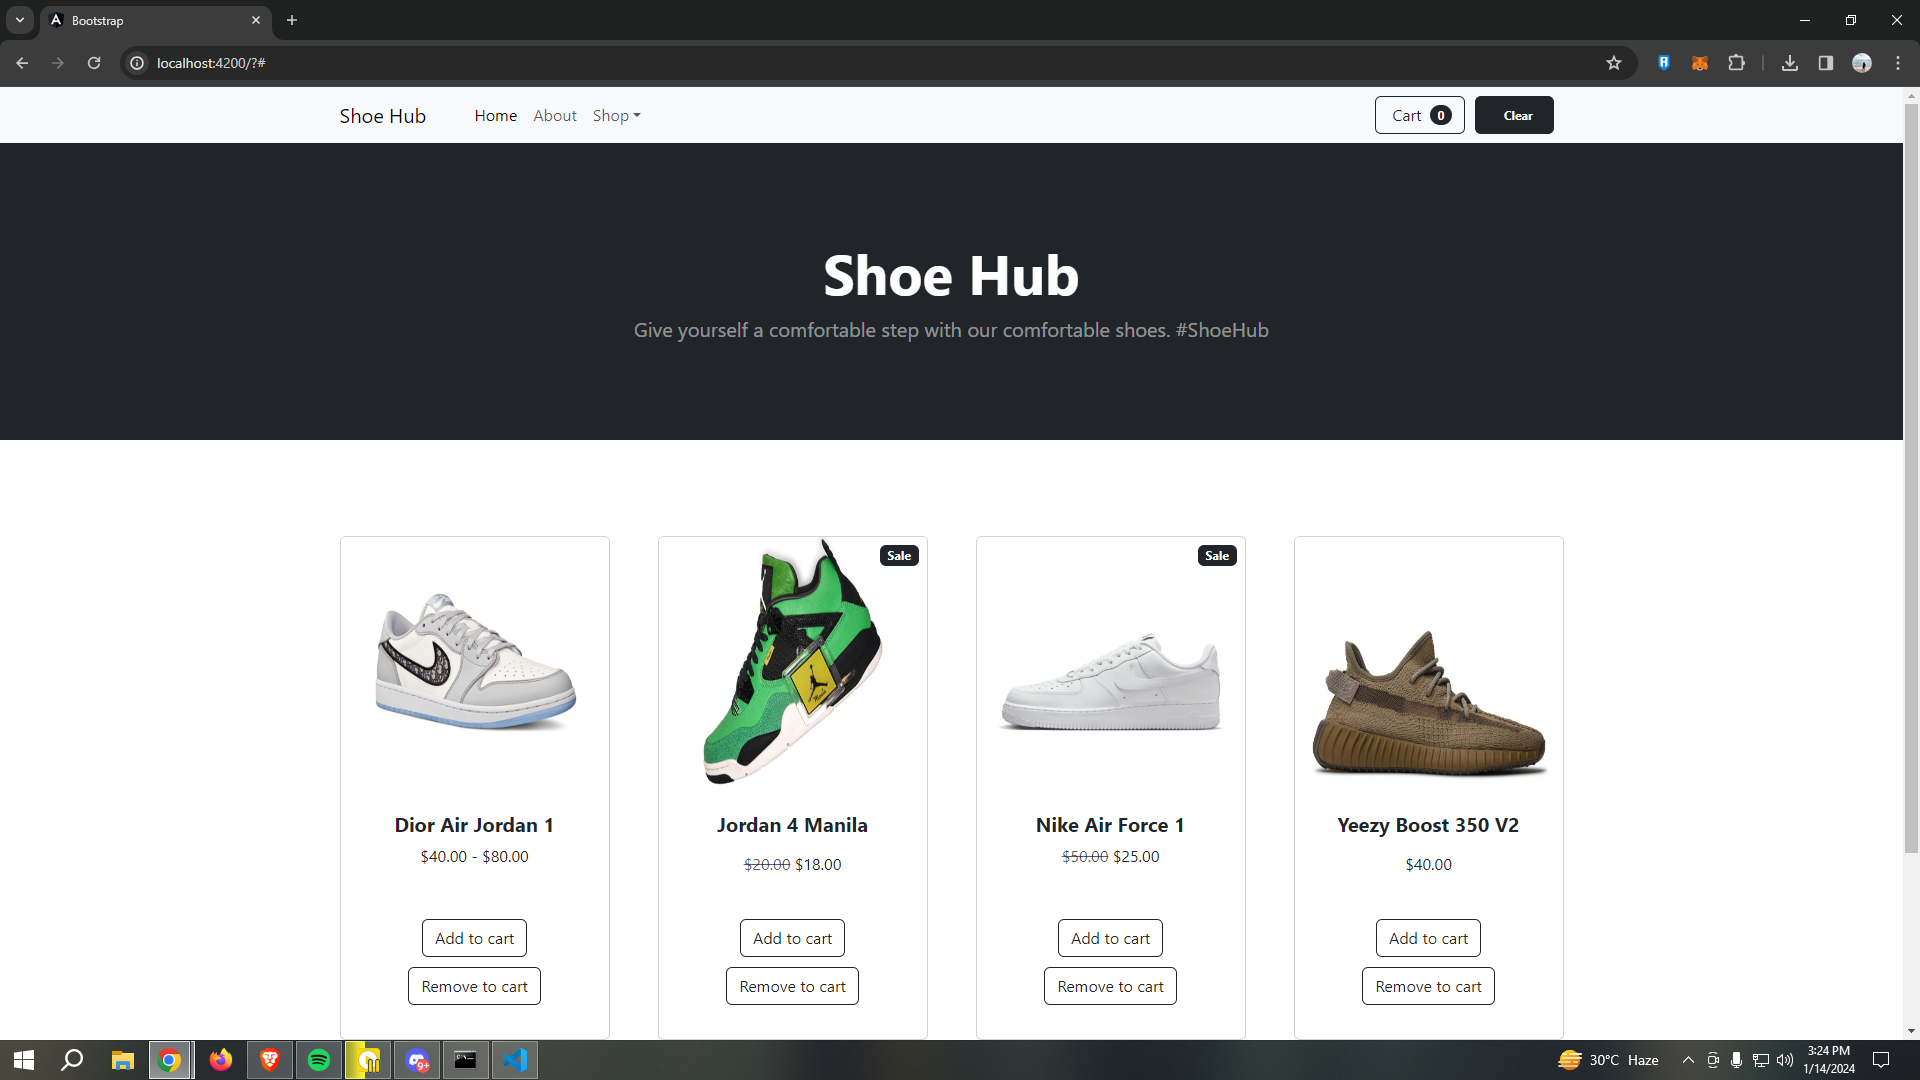 Bootstrap
localhost:4200/?#
Shoe Hub
Home
About
Shop
Cart 0
Clear
Shoe Hub
Give yourself a comfortable step with our comfortable shoes. #ShoeHub
Sale
Sale
Dior Air Jordan 1
Jordan 4 Manila
Nike Air Force 1
Yeezy Boost 350 V2
$40.00 - $80.00
$20.00 $18.00
$50.00 $25.00
$40.00
Add to cart
Add to cart
Add to cart
Add to cart
Remove to cart
Remove to cart
Remove to cart
Remove to cart
9+
30°C Haze
3:24 PM
1/14/2024